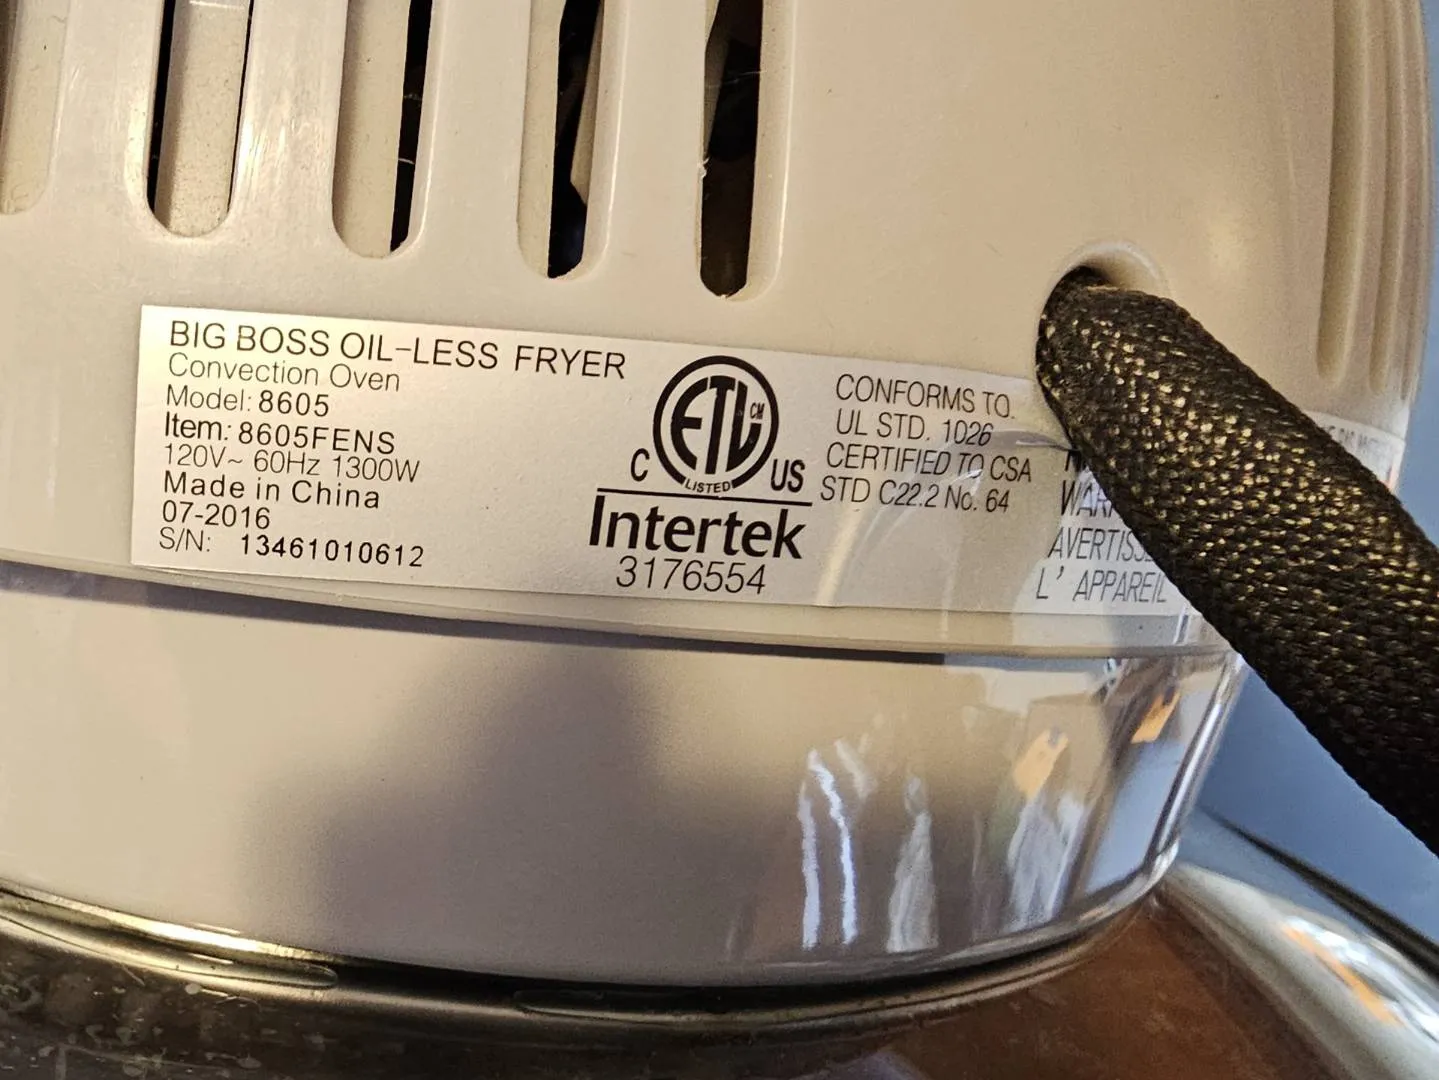 BIG BOSS OIL-LESS FRYER
Convection Oven
Model: 8605
Item: 8605FENS
120V~ 60Hz 1300W
Made in China
07-2016
S/N: 13461010612
ETL CM
LISTED
C US
Intertek
3176554
CONFORMS TO.
UL STD. 1026
CERTIFIED TO CSA
STD C22.2 No. 64
L' APPAREIL